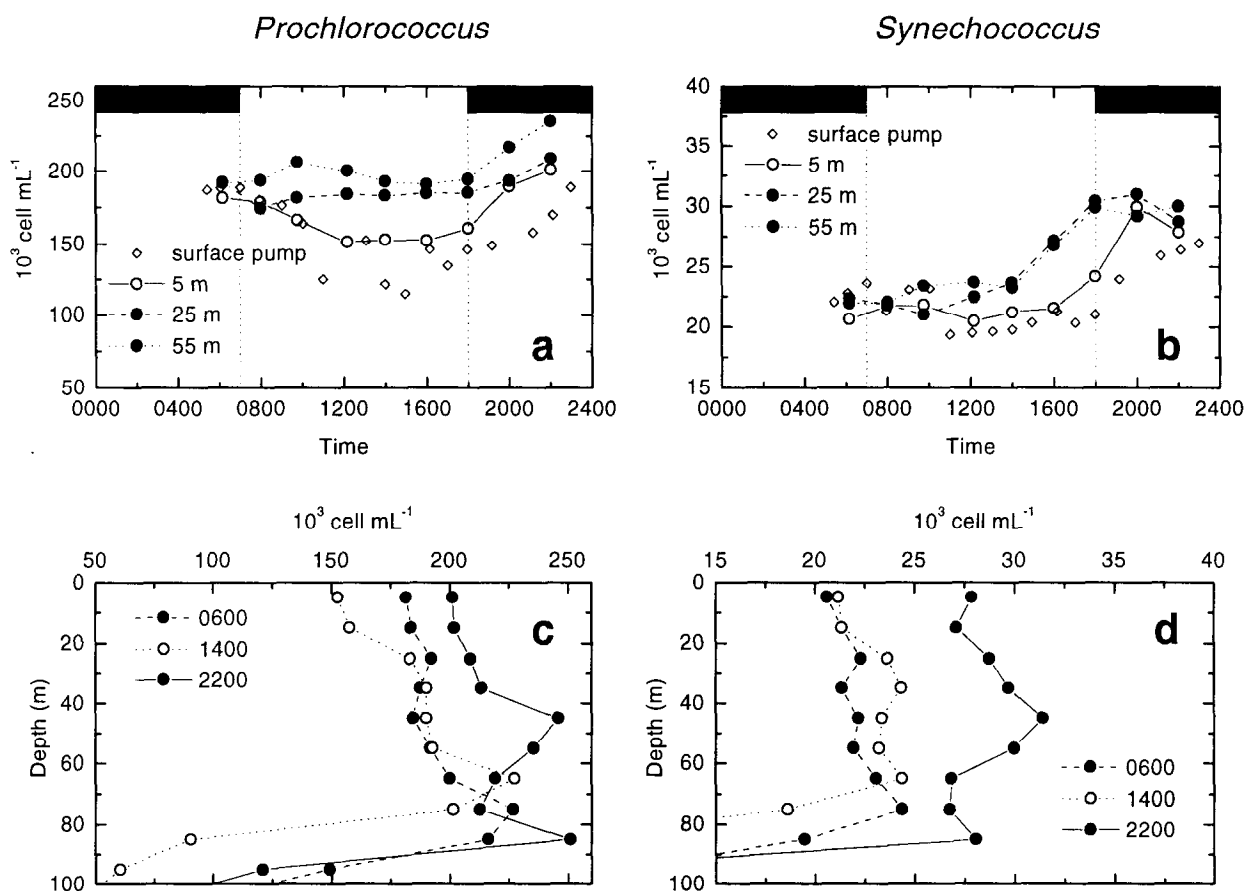 Prochlorococcus
Synechococcus
250
200
150
100
50
10³ cell mL⁻¹
surface pump
5 m
25 m
55 m
a
0000 0400 0800 1200 1600 2000 2400
Time
40
35
30
25
20
15
10³ cell mL⁻¹
surface pump
5 m
25 m
55 m
b
0000 0400 0800 1200 1600 2000 2400
Time
10³ cell mL⁻¹
50 100 150 200 250
0
20
40
60
80
100
Depth (m)
0600
1400
2200
c
10³ cell mL⁻¹
15 20 25 30 35 40
0
20
40
60
80
100
Depth (m)
d
0600
1400
2200